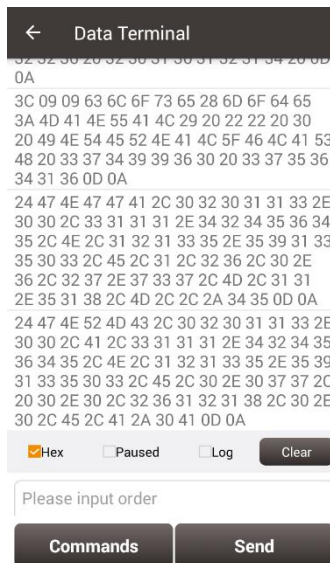 Data Terminal
0A
3C 09 09 63 6C 6F 73 65 28 6D 6F 64 65
3A 4D 41 4E 55 41 4C 29 20 22 22 20 30
20 49 4E 54 45 52 4E 41 4C 5F 46 4C 41 53
48 20 33 37 34 39 39 36 30 20 33 37 35 36
34 31 36 0D 0A
24 47 4E 47 47 41 2C 30 32 30 31 31 33 2E
30 30 2C 33 31 31 31 2E 34 32 34 35 36 34
35 2C 4E 2C 31 32 31 33 35 2E 35 39 31 33
35 30 33 2C 45 2C 31 2C 32 36 2C 30 2E
36 2C 32 37 2E 37 33 37 2C 4D 2C 31 31
2E 35 31 38 2C 4D 2C 2C 2A 34 35 0D 0A
24 47 4E 52 4D 43 2C 30 32 30 31 31 33 2E
30 30 2C 41 2C 33 31 31 31 2E 34 32 34 35
36 34 35 2C 4E 2C 31 32 31 33 35 2E 35 39
31 33 35 30 33 2C 45 2C 30 2E 30 37 37 2C
20 30 2E 30 2C 32 36 31 32 31 38 2C 30 2E
30 2C 45 2C 41 2A 30 41 0D 0A
Hex Paused Log Clear
Please input order
Commands Send